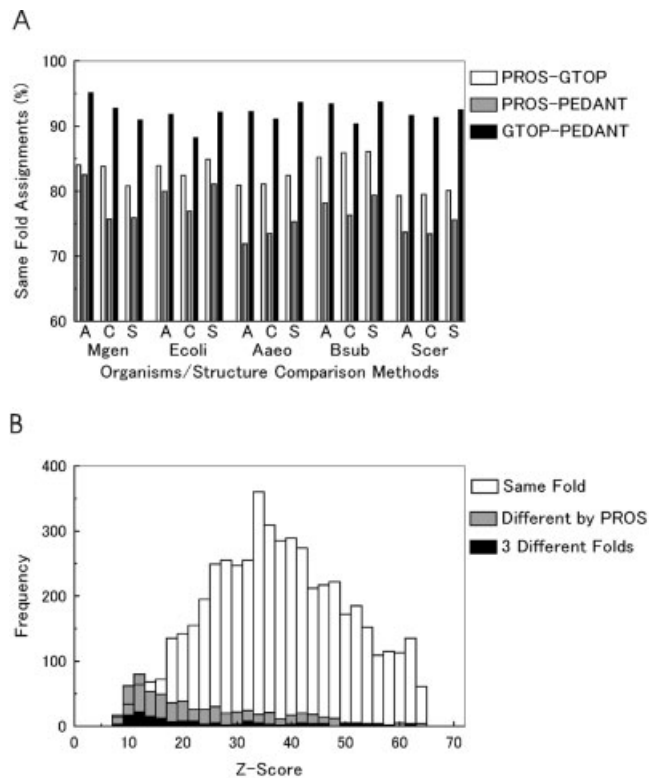 A
Same Fold Assignments (%)
100
90
80
70
60
PROS-GTOP
PROS-PEDANT
GTOP-PEDANT
A C S A C S A C S A C S A C S
Mgen Ecoli Aaeo Bsub Scer
Organisms/Structure Comparison Methods
B
Frequency
400
300
200
100
0
Same Fold
Different by PROS
3 Different Folds
0 10 20 30 40 50 60 70
Z-Score